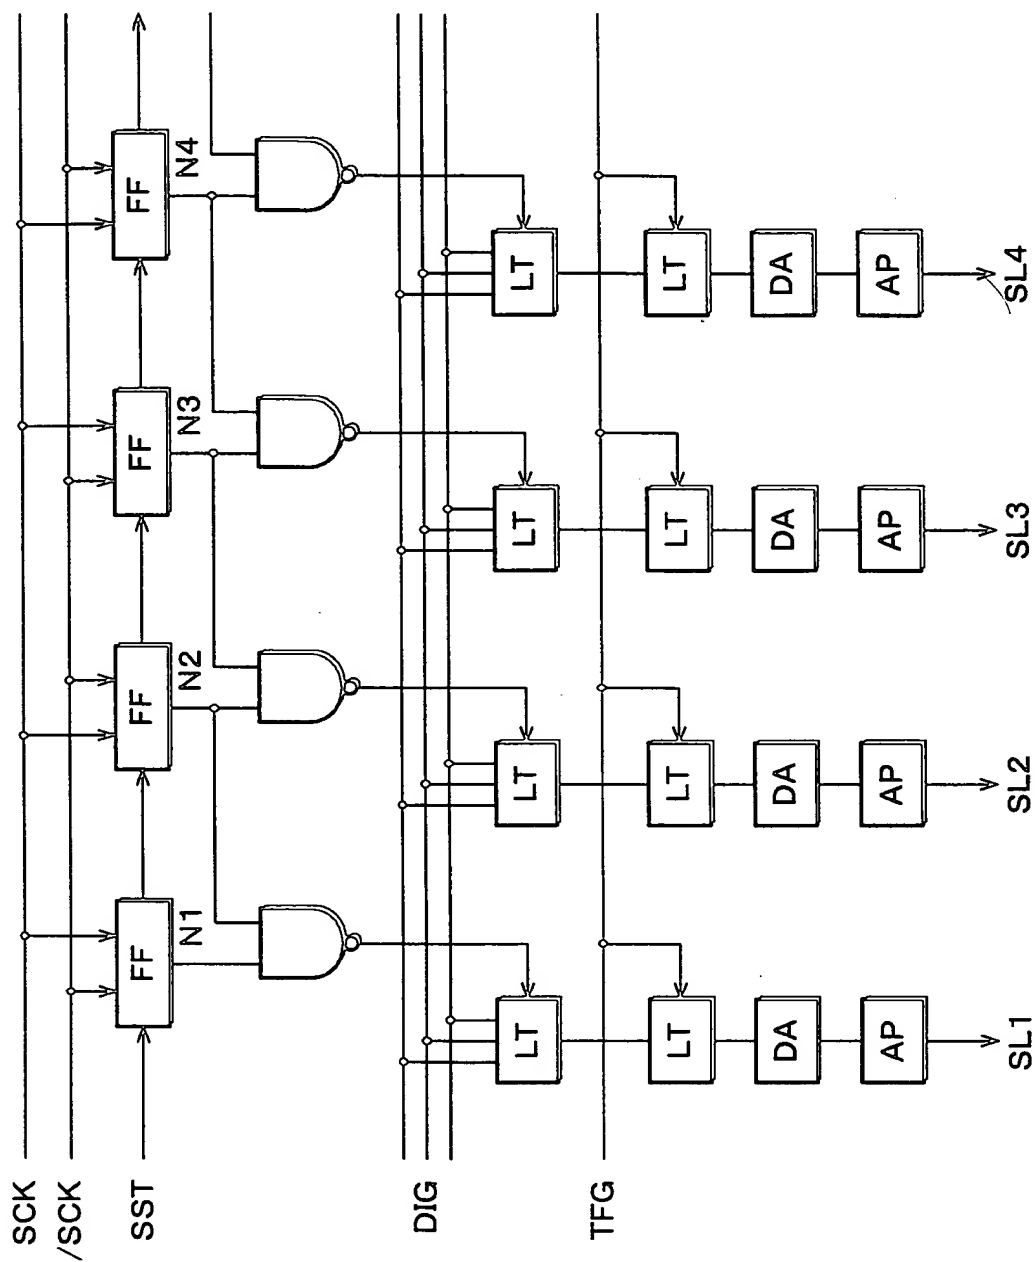 SCK
/SCK
SST
FF
FF
FF
FF
N1
N2
N3
N4
DIG
LT
LT
LT
LT
TFG
LT
LT
LT
LT
DA
DA
DA
DA
AP
AP
AP
AP
SL1
SL2
SL3
SL4